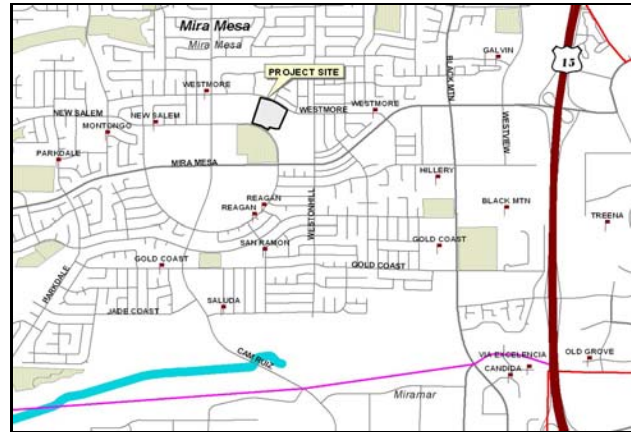 Mira Mesa
Mira Mesa
GALVIN
15
PROJECT SITE
BLACK MTN
WESTMORE
NEW SALEM
NEW SALEM
WESTMORE
WESTMORE
MONTONGO
WESTVIEW
PARKDALE
MIRA MESA
HILLERY
REAGAN
REAGAN
BLACK MTN
TREENA
WESTONHILL
SAN RAMON
GOLD COAST
GOLD COAST
GOLD COAST
PARKDALE
SALUDA
JADE COAST
CAM RUIZ
VIA EXCELENCIA
OLD GROVE
CANDIDA
Miramar